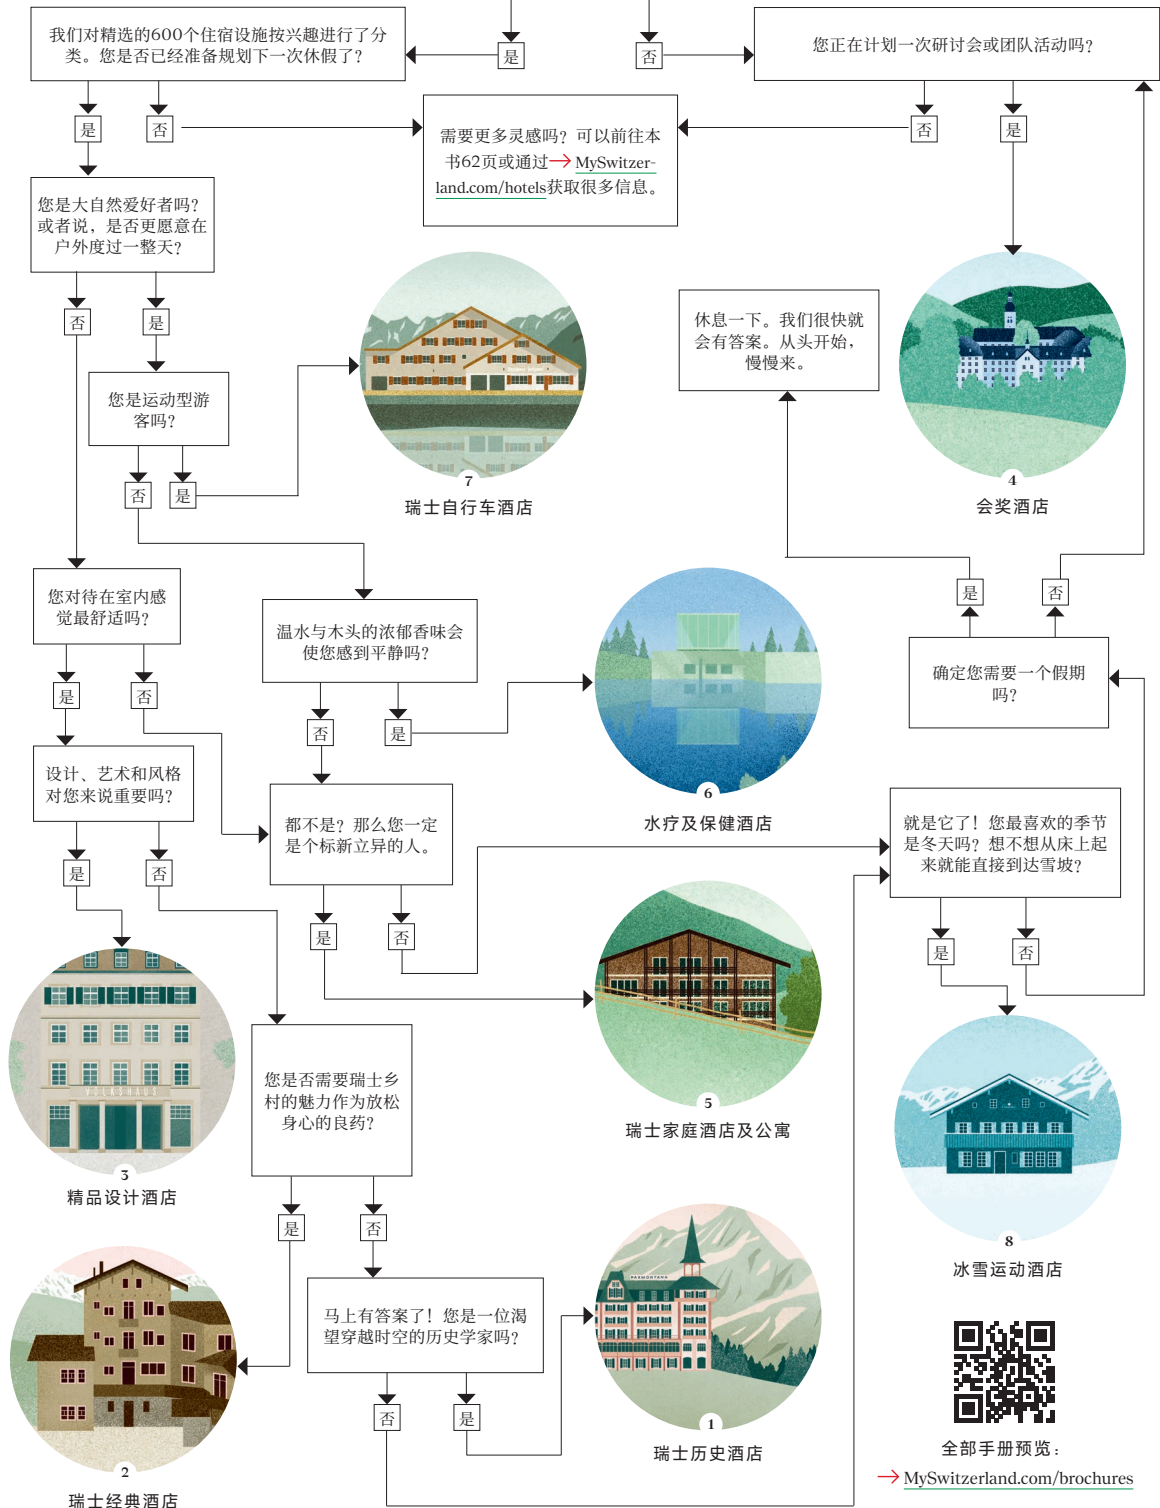 我们对精选的600个住宿设施按兴趣进行了分
类。您是否已经准备规划下一次休假了？
是
否
您正在计划一次研讨会或团队活动吗？
是
否
需要更多灵感吗？可以前往本
书62页或通过→ MySwitzer-
land.com/hotels获取很多信息。
否
是
您是大自然爱好者吗？
或者说，是否更愿意在
户外度过一整天？
否
是
您是运动型游
客吗？
否
是
7
瑞士自行车酒店
休息一下。我们很快就
会有答案。从头开始，
慢慢来。
4
会奖酒店
您对待在室内感
觉最舒适吗？
是
否
温水与木头的浓郁香味会
使您感到平静吗？
否
是
6
水疗及保健酒店
是
否
确定您需要一个假期
吗？
设计、艺术和风格
对您来说重要吗？
是
否
都不是？那么您一定
是个标新立异的人。
是
否
就是它了！您最喜欢的季节
是冬天吗？想不想从床上起
来就能直接到达雪坡？
是
否
VOLKSHAUS
3
精品设计酒店
您是否需要瑞士乡
村的魅力作为放松
身心的良药？
是
否
5
瑞士家庭酒店及公寓
8
冰雪运动酒店
2
瑞士经典酒店
马上有答案了！您是一位渴
望穿越时空的历史学家吗？
否
是
PAXMONTANA
1
瑞士历史酒店
全部手册预览：
→ MySwitzerland.com/brochures